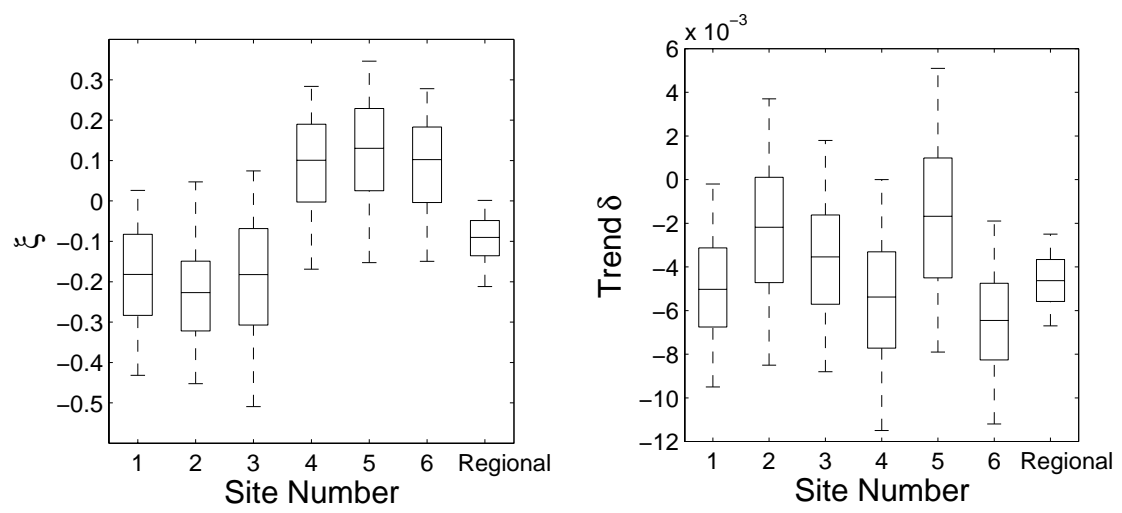 0.3
0.2
0.1
0
−0.1
−0.2
−0.3
−0.4
−0.5
ξ
1 2 3 4 5 6 Regional
Site Number
x 10−3
6
4
2
0
−2
−4
−6
−8
−10
−12
Trend δ
1 2 3 4 5 6 Regional
Site Number